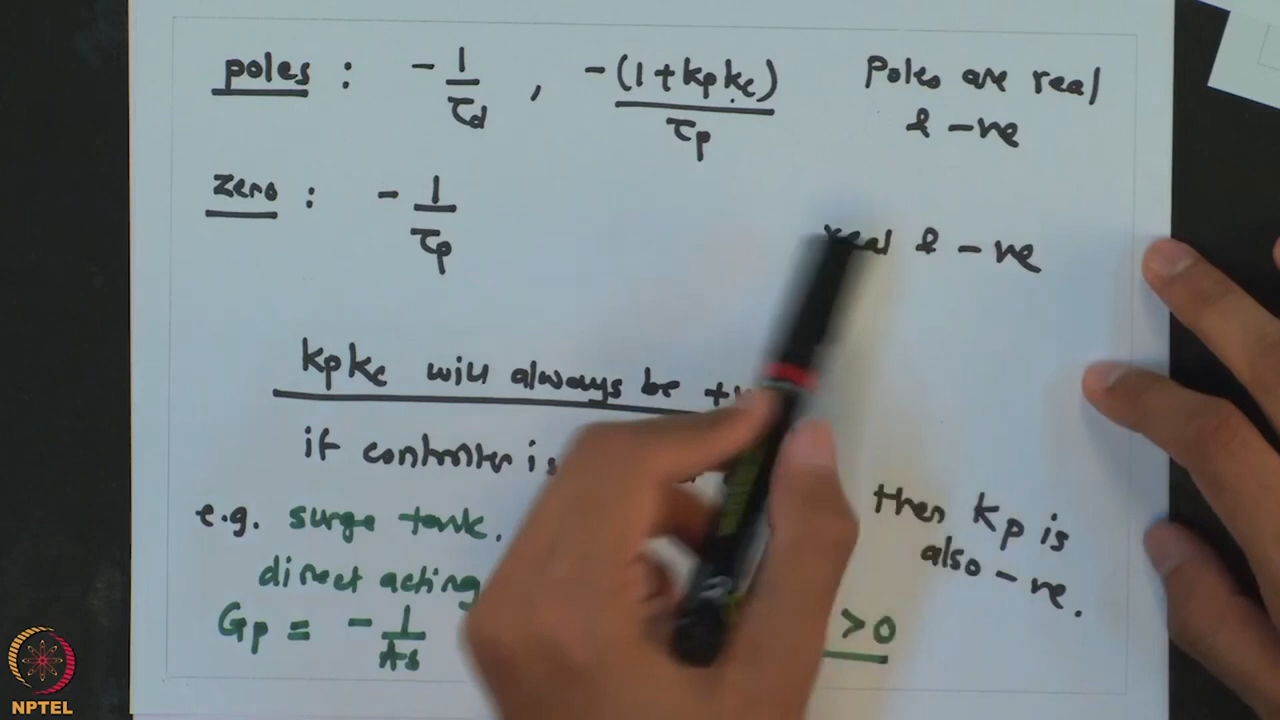 poles : - 1/τd , -(1+kpkc)/τp Poles are real
& -ve
zero : - 1/τp real & -ve
kpkc will always be
if controller is
e.g. surge tank. then kp is
direct acting also -ve.
Gp = - 1/As >0
NPTEL